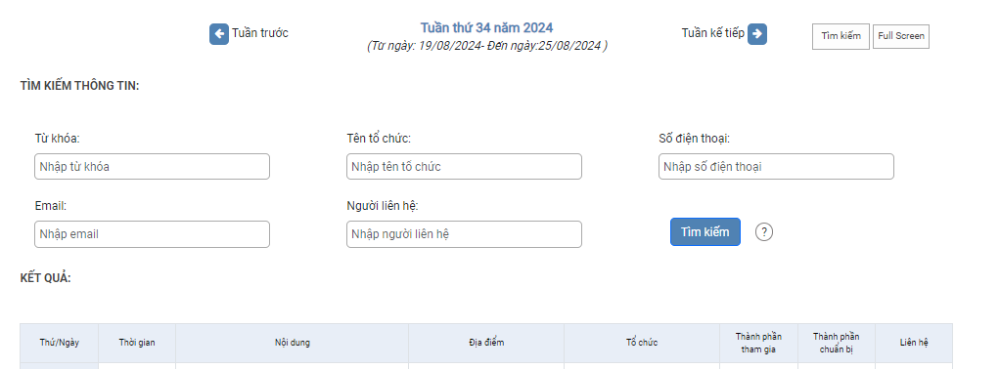 Tuần trước
Tuần thứ 34 năm 2024
(Từ ngày: 19/08/2024- Đến ngày:25/08/2024 )
Tuần kế tiếp
Tìm kiếm
Full Screen
TÌM KIẾM THÔNG TIN:
Từ khóa:
Tên tổ chức:
Số điện thoại:
Nhập từ khóa
Nhập tên tổ chức
Nhập số điện thoại
Email:
Người liên hệ:
Nhập email
Nhập người liên hệ
Tìm kiếm
?
KẾT QUẢ:
Thứ/Ngày
Thời gian
Nội dung
Địa điểm
Tổ chức
Thành phần
tham gia
Thành phần
chuẩn bị
Liên hệ